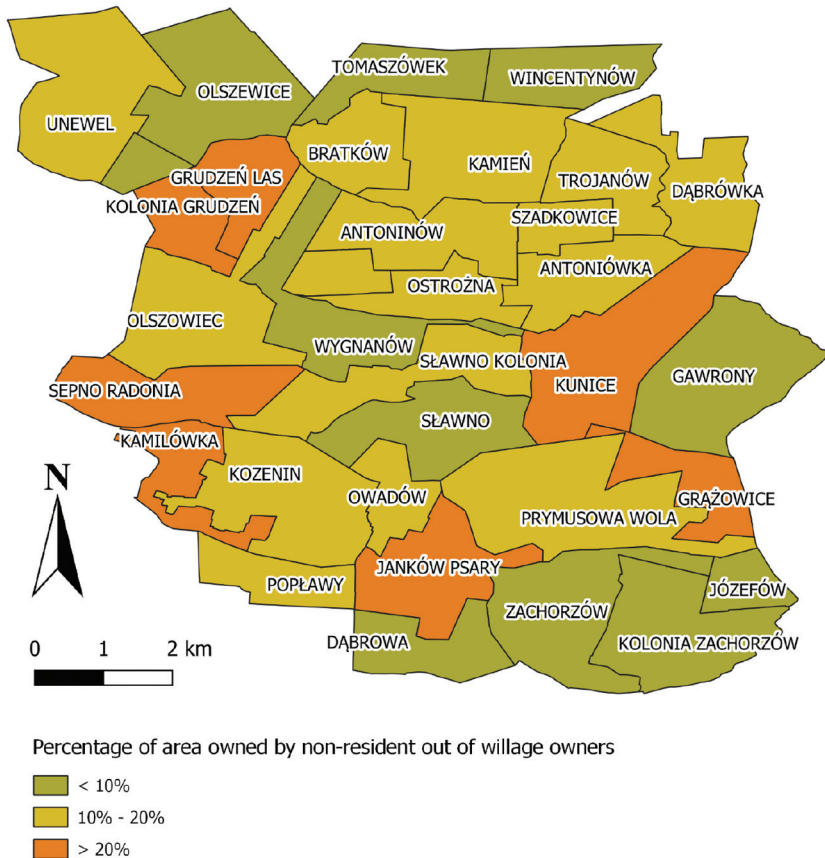 TOMASZÓWEK
WINCENTYNÓW
OLSZEWICE
UNEWEL
BRATKÓW
KAMIEŃ
GRUDZEŃ LAS
TROJANÓW
DĄBRÓWKA
KOLONIA GRUDZEŃ
SZADKOWICE
ANTONINÓW
ANTONIÓWKA
OSTROŻNA
OLSZOWIEC
WYGNANÓW
SŁAWNO KOLONIA
GAWRONY
KUNICE
SEPNO RADONIA
SŁAWNO
KAMILÓWKA
KOZENIN
OWADÓW
GRĄŻOWICE
PRYMUSOWA WOLA
N
JANKÓW PSARY
POPŁAWY
JÓZEFÓW
ZACHORZÓW
DĄBROWA
KOLONIA ZACHORZÓW
0 1 2 km
Percentage of area owned by non-resident out of willage owners
< 10%
10% - 20%
> 20%